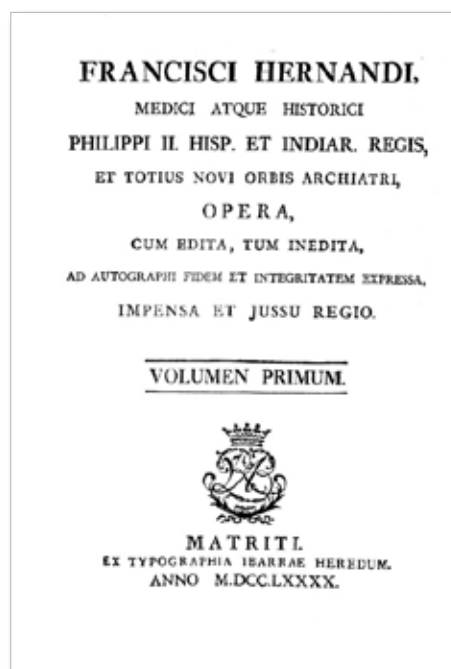 FRANCISCI HERNANDI,
MEDICI ATQUE HISTORICI
PHILIPPI II. HISP. ET INDIAR. REGIS,
ET TOTIUS NOVI ORBIS ARCHIATRI,
OPERA,
CUM EDITA, TUM INEDITA,
AD AUTOGRAPHI FIDEM ET INTEGRITATEM EXPRESSA,
IMPENSA ET JUSSU REGIO.
VOLUMEN PRIMUM.
MATRITI.
EX TYPOGRAPHIA IBARRAE HEREDUM.
ANNO M.DCC.LXXXX.